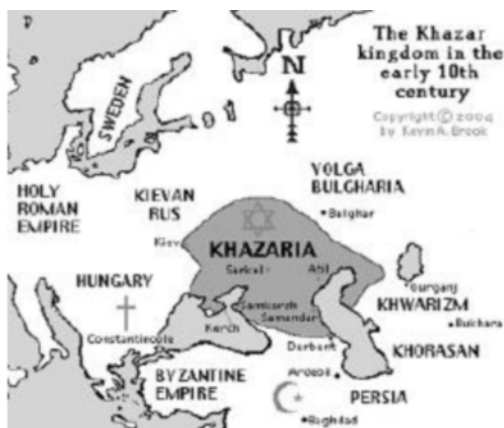 The Khazar
kingdom in the
early 10th
century
Copyright © 2004
by Kevin A. Brook
N
SWEDEN
HOLY
ROMAN
EMPIRE
KIEVAN
RUS
VOLGA
BULGHARIA
Bulghar
Kiev
KHAZARIA
Sarkel
Atil
HUNGARY
Gurganj
KHWARIZM
Samkarsh
Samandar
Kerch
Bukhara
Constantinople
Derbent
KHORASAN
BYZANTINE
EMPIRE
Ardebil
PERSIA
Baghdad